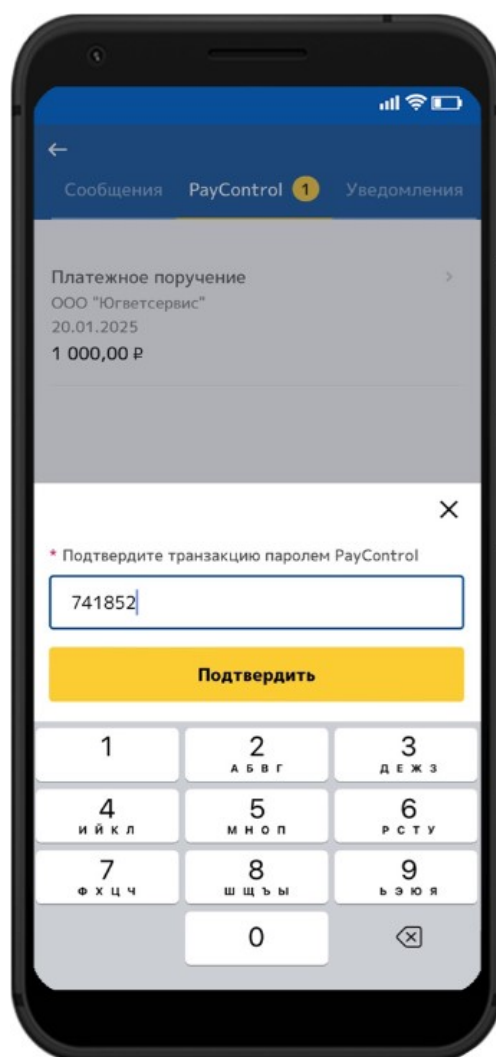 Сообщения PayControl 1 Уведомления
Платежное поручение
ООО "Югветсервис"
20.01.2025
1 000,00 ₽
* Подтвердите транзакцию паролем PayControl
741852
Подтвердить
1 2 3
А Б В Г Д Е Ж З
4 5 6
И Й К Л М Н О П Р С Т У
7 8 9
Ф Х Ц Ч Ш Щ Ъ Ы Ь Э Ю Я
0